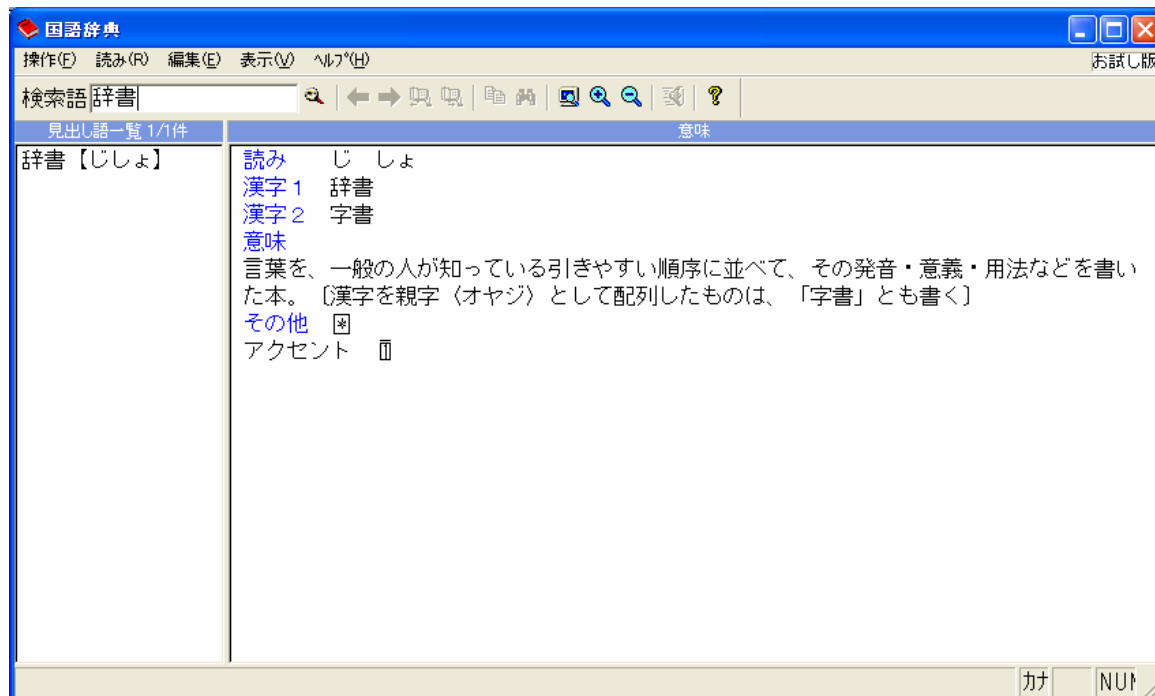 国語辞典
操作(F) 読み(R) 編集(E) 表示(V) ﾍﾙﾌﾟ(H) お試し版
検索語 辞書
見出し語一覧 1/1件 意味
辞書【じしょ】
読み じ しょ
漢字1 辞書
漢字2 字書
意味
言葉を、一般の人が知っている引きやすい順序に並べて、その発音・意義・用法などを書い
た本。〔漢字を親字〈オヤジ〉として配列したものは、「字書」とも書く〕
その他 *
アクセント 1
カナ NUM